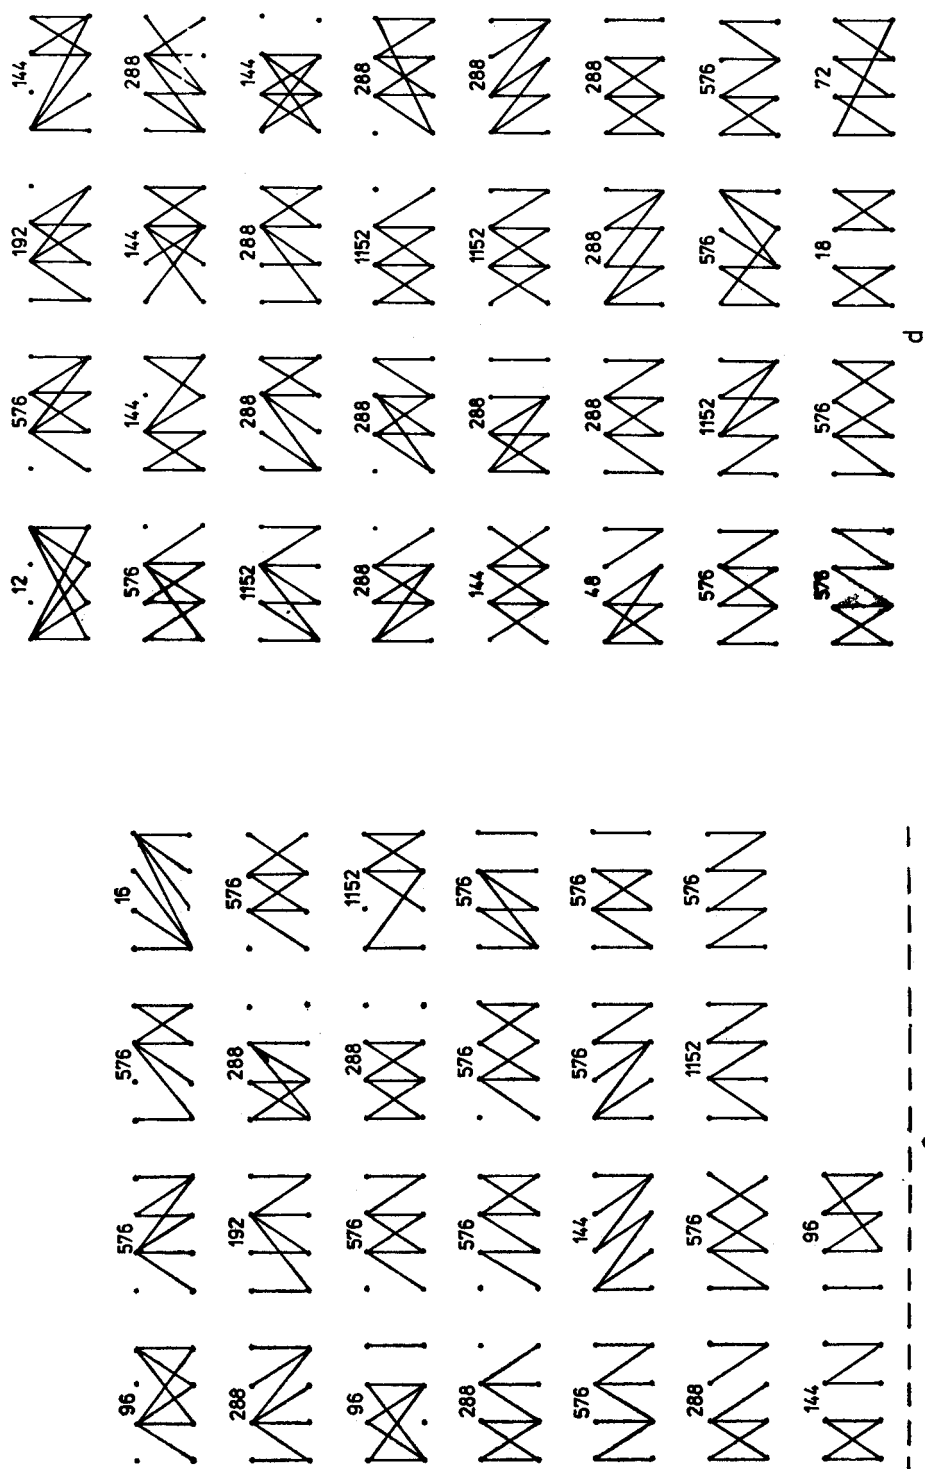 96 576 576 16
288 192 288 576
96 576 288 1152
288 576 576 576
576 144 576 576
288 576 1152 576
144 96
12 576 192 144
576 144 144 288
1152 288 288 144
288 288 1152 288
144 288 1152 288
48 288 288 288
576 1152 576 576
576 576 18 72
d